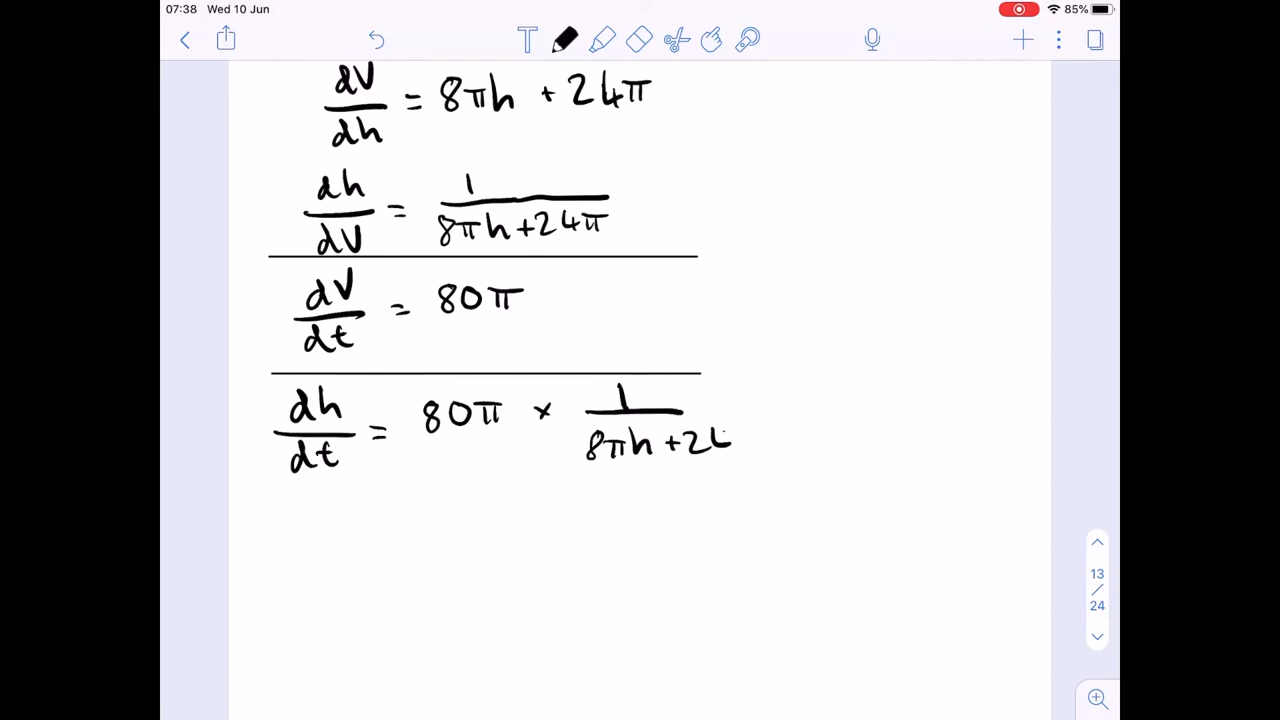 07:38 Wed 10 Jun 85%
dV/dh = 8πh + 24π
dh/dV = 1/(8πh+24π)
dV/dt = 80π
dh/dt = 80π × 1/(8πh+2
13
/
24